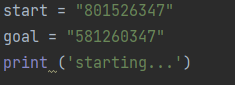 start = "801526347"
goal = "581260347"
print ('starting...')